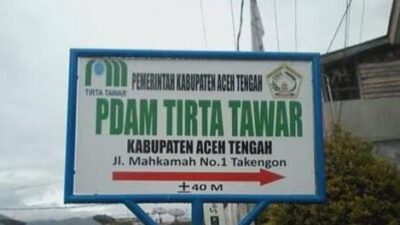 PEMERINTAH KABUPATEN ACEH TENGAH
TIRTA TAWAR
PDAM TIRTA TAWAR
KABUPATEN ACEH TENGAH
Jl. Mahkamah No.1 Takengon
±40 M